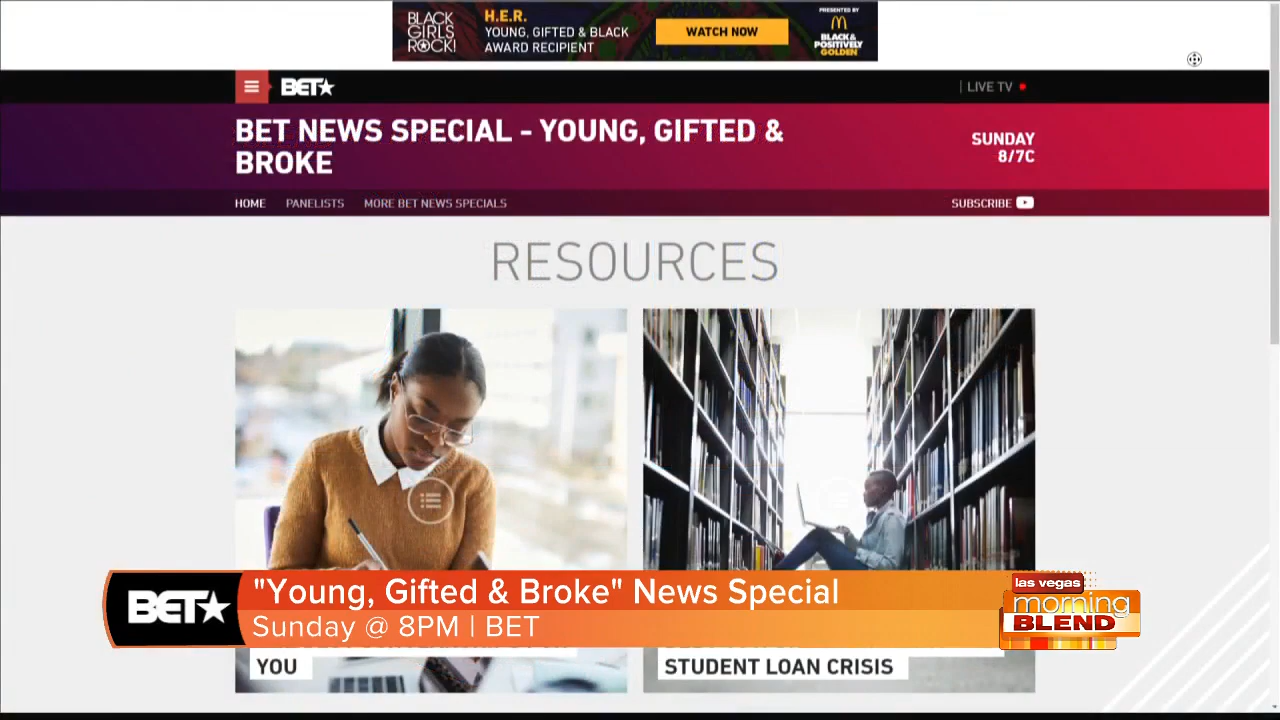 BLACK
GIRLS
ROCK!
H.E.R.
YOUNG, GIFTED & BLACK
AWARD RECIPIENT
WATCH NOW
PRESENTED BY
BLACK&
POSITIVELY
GOLDEN
BET
LIVE TV
BET NEWS SPECIAL - YOUNG, GIFTED &
BROKE
SUNDAY
8/7C
HOME PANELISTS MORE BET NEWS SPECIALS
SUBSCRIBE
RESOURCES
BET
"Young, Gifted & Broke" News Special
Sunday @ 8PM | BET
las vegas
morning
BLEND
YOU
STUDENT LOAN CRISIS